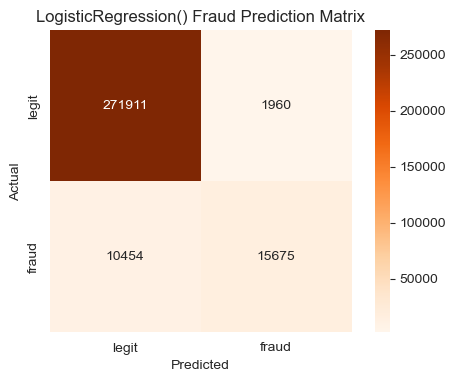 LogisticRegression() Fraud Prediction Matrix
Actual
legit
271911
1960
fraud
10454
15675
legit
fraud
Predicted
250000
200000
150000
100000
50000